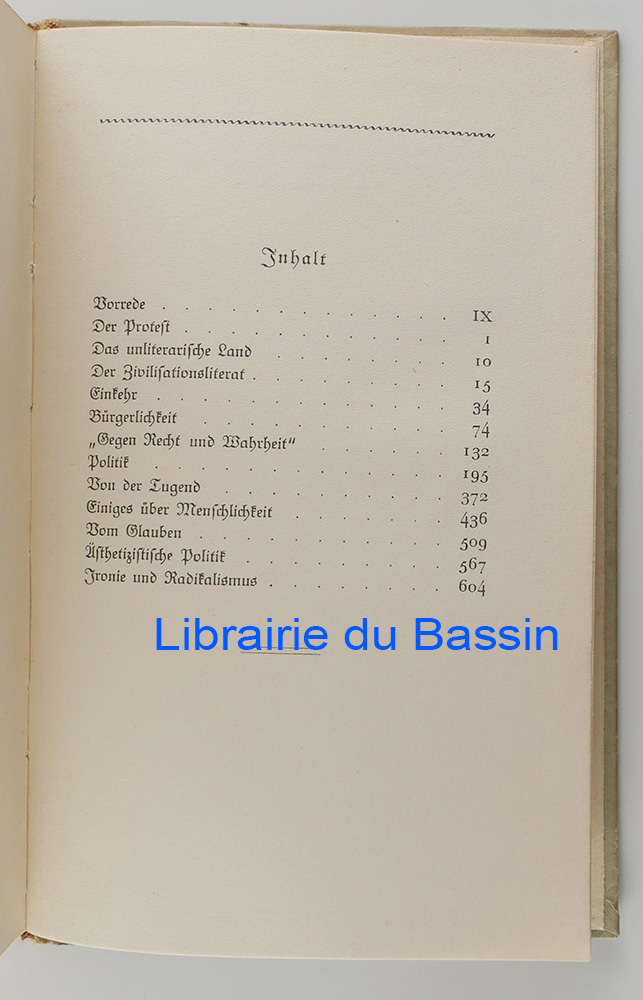 Inhalt
Vorrede . . . . . . . . . . . . . IX
Der Protest . . . . . . . . . . . . 1
Das unliterarische Land . . . . . . . . 10
Der Zivilisationsliterat . . . . . . . . . 15
Einkehr . . . . . . . . . . . . . 34
Bürgerlichkeit . . . . . . . . . . . 74
„Gegen Recht und Wahrheit“ . . . . . . 132
Politik . . . . . . . . . . . . . 195
Von der Tugend . . . . . . . . . . 372
Einiges über Menschlichkeit . . . . . . . 436
Vom Glauben . . . . . . . . . . . 509
Ästhetizistische Politik . . . . . . . . . 567
Ironie und Radikalismus . . . . . . . . 604
Librairie du Bassin